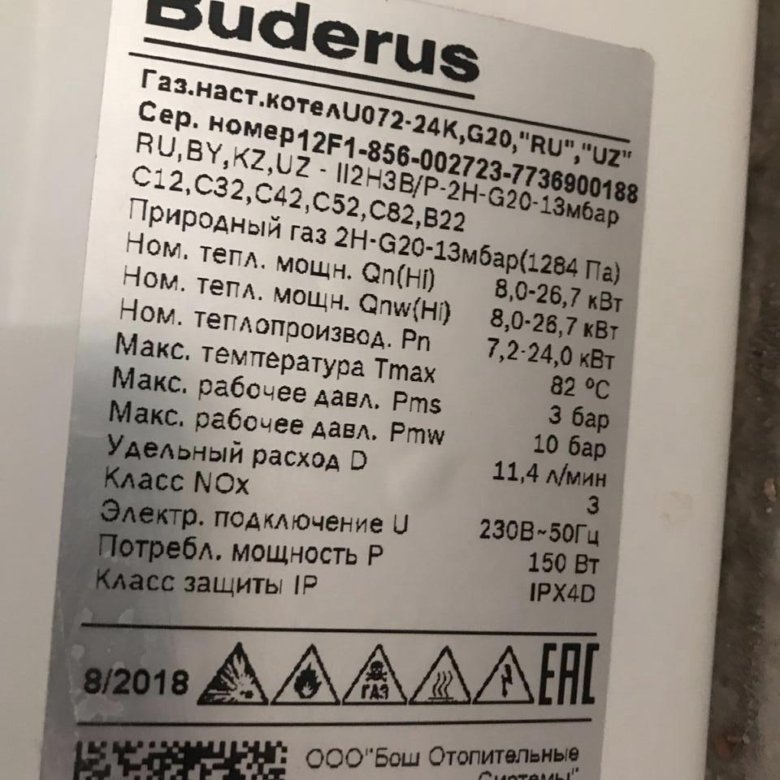 Buderus
Газ.наст.котелU072-24K,G20,"RU","UZ"
Сер. номер12F1-856-002723-7736900188
RU,BY,KZ,UZ - II2H3B/P-2H-G20-13мбар
C12,C32,C42,C52,C82,B22
Природный газ 2H-G20-13мбар(1284 Па)
Ном. тепл. мощн. Qn(Hi) 8,0-26,7 кВт
Ном. тепл. мощн. Qnw(Hi) 8,0-26,7 кВт
Ном. теплопроизвод. Pn 7,2-24,0 кВт
Макс. температура Tmax 82 ºC
Макс. рабочее давл. Pms 3 бар
Макс. рабочее давл. Pmw 10 бар
Удельный расход D 11,4 л/мин
Класс NOx 3
Электр. подключение U 230В~50Гц
Потребл. мощность P 150 Вт
Класс защиты IP IPX4D
8/2018 ГАЗ EAC
ООО"Бош Отопительные
Системы"